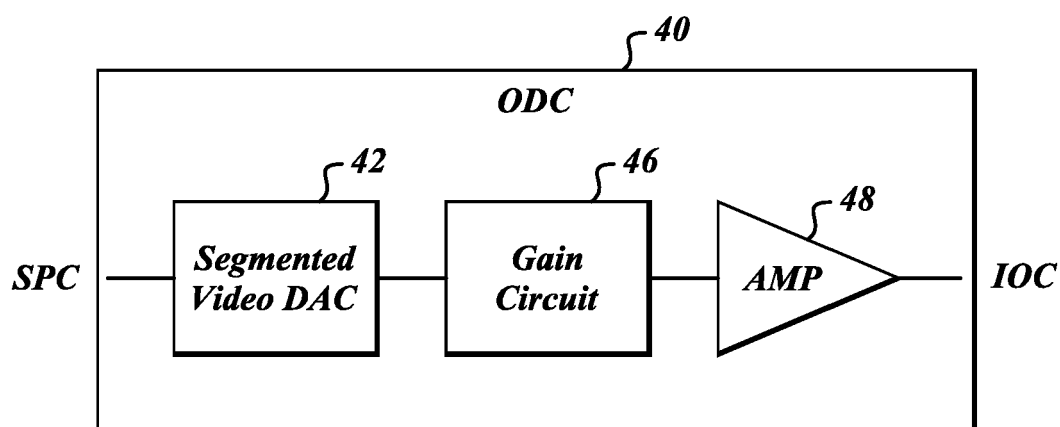 40
ODC
42
46
48
SPC
Segmented
Video DAC
Gain
Circuit
AMP
IOC